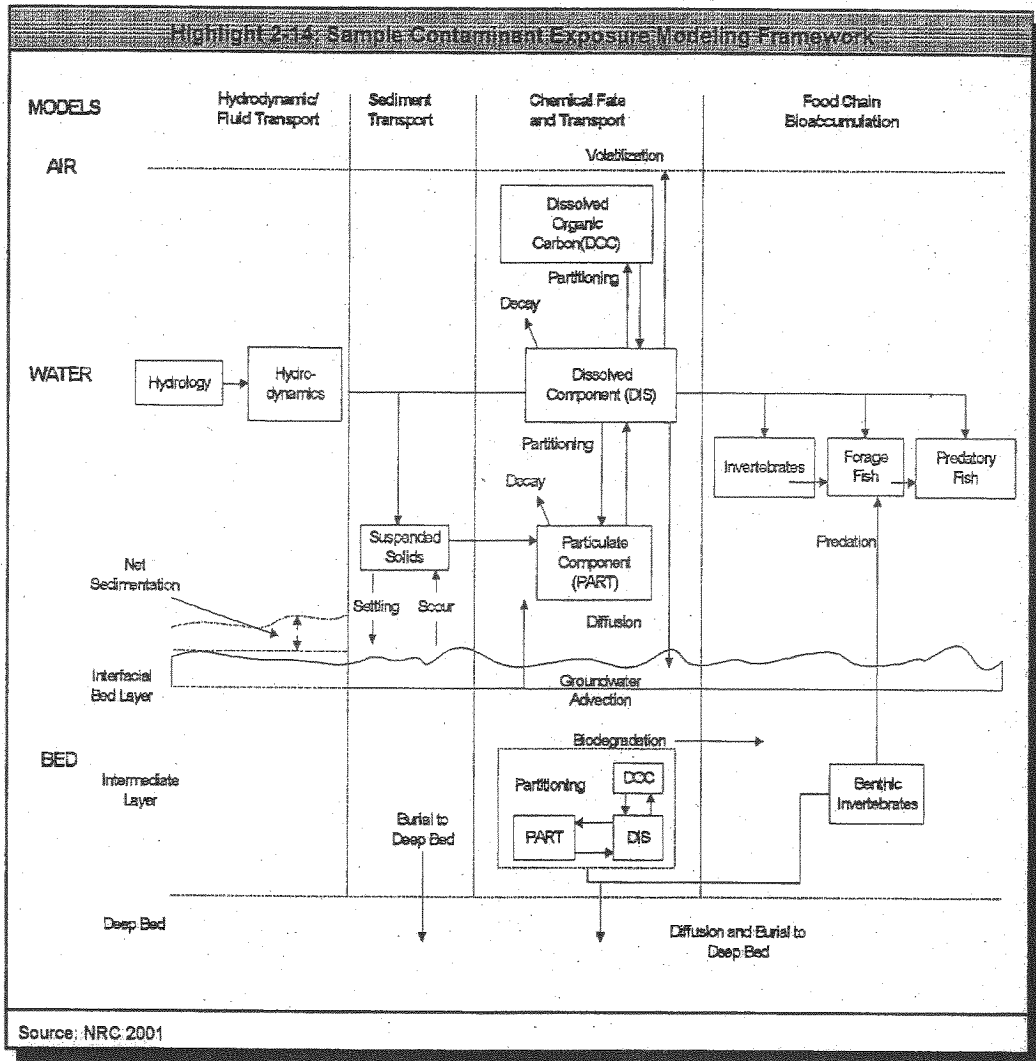 Highlight 2-14: Sample Contaminant Exposure Modeling Framework
MODELS
Hydrodynamic/
Fluid Transport
Sediment
Transport
Chemical Fate
and Transport
Food Chain
Bioaccumulation
AIR
Volatilization
Dissolved
Organic
Carbon(DOC)
Partitioning
Decay
WATER
Hydrology
Hydro-
dynamics
Dissolved
Component (DIS)
Partitioning
Invertebrates
Forage
Fish
Predatory
Fish
Decay
Suspended
Solids
Particulate
Component
(PART)
Predation
Net
Sedimentation
Settling
Scour
Diffusion
Interfacial
Bed Layer
Groundwater
Advection
BED
Biodegradation
Intermediate
Layer
Partitioning
DOC
Benthic
Invertebrates
Burial to
Deep Bed
PART
DIS
Deep Bed
Diffusion and Burial to
Deep Bed
Source: NRC 2001